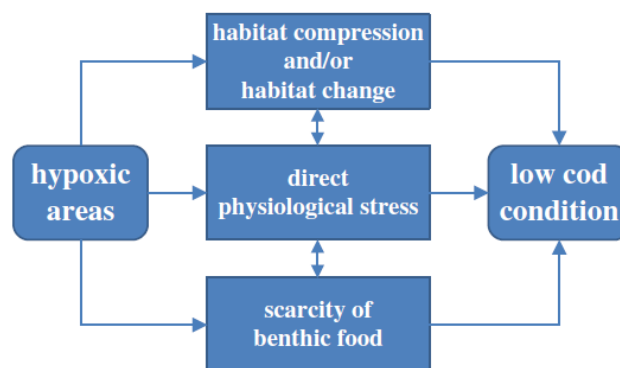 habitat compression
and/or
habitat change
hypoxic
areas
direct
physiological stress
low cod
condition
scarcity of
benthic food